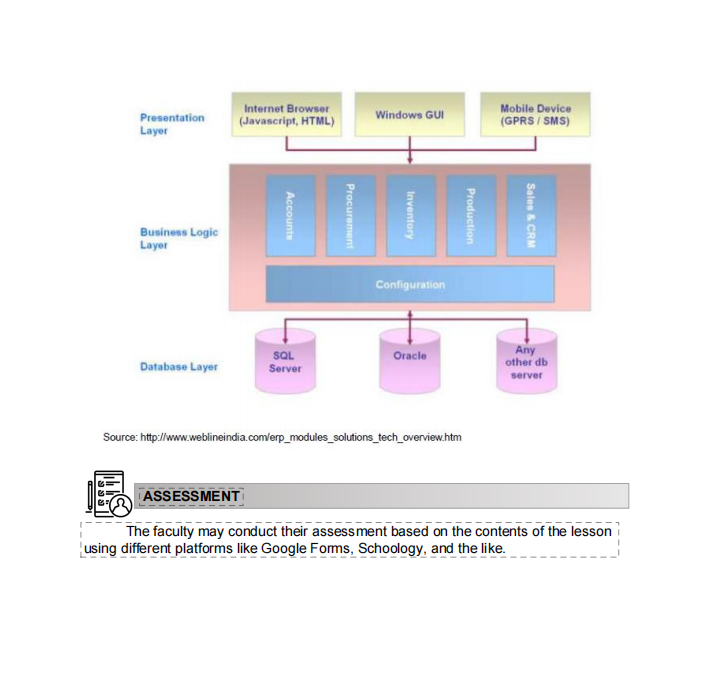 Internet Browser
(Javascript, HTML)
Windows GUI
Mobile Device
(GPRS / SMS)
Presentation
Layer
Accounts
Procurement
Inventory
Production
Sales & CRM
Business Logic
Layer
Configuration
SQL
Server
Oracle
Any
other db
server
Database Layer
Source: http://www.weblineindia.com/erp_modules_solutions_tech_overview.htm
ASSESSMENT
The faculty may conduct their assessment based on the contents of the lesson
using different platforms like Google Forms, Schoology, and the like.